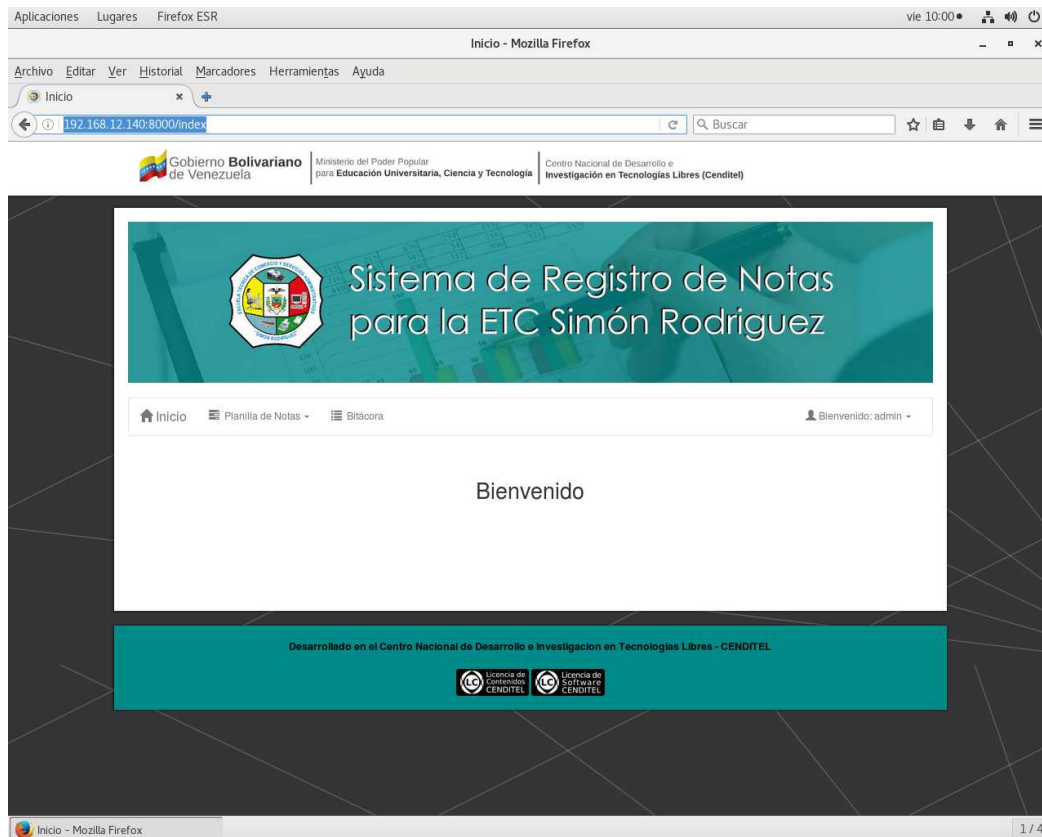 Aplicaciones Lugares Firefox ESR vie 10:00
Inicio - Mozilla Firefox
Archivo Editar Ver Historial Marcadores Herramientas Ayuda
Inicio
192.168.12.140:8000/index
Buscar
Gobierno Bolivariano
de Venezuela
Ministerio del Poder Popular
para Educación Universitaria, Ciencia y Tecnología
Centro Nacional de Desarrollo e
Investigación en Tecnologías Libres (Cenditel)
Sistema de Registro de Notas
para la ETC Simón Rodriguez
Inicio Planilla de Notas Bitácora Bienvenido: admin
Bienvenido
Desarrollado en el Centro Nacional de Desarrollo e Investigacion en Tecnologias Libres - CENDITEL
LC Licencia de
Contenidos
CENDITEL
LC Licencia de
Software
CENDITEL
Inicio - Mozilla Firefox 1 / 4